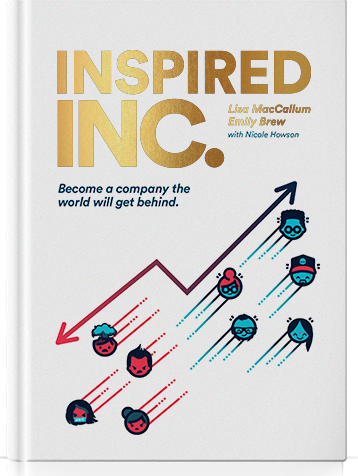 INSPIRED
INC.
Lisa MacCallum
Emily Brew
with Nicole Howson
Become a company the
world will get behind.